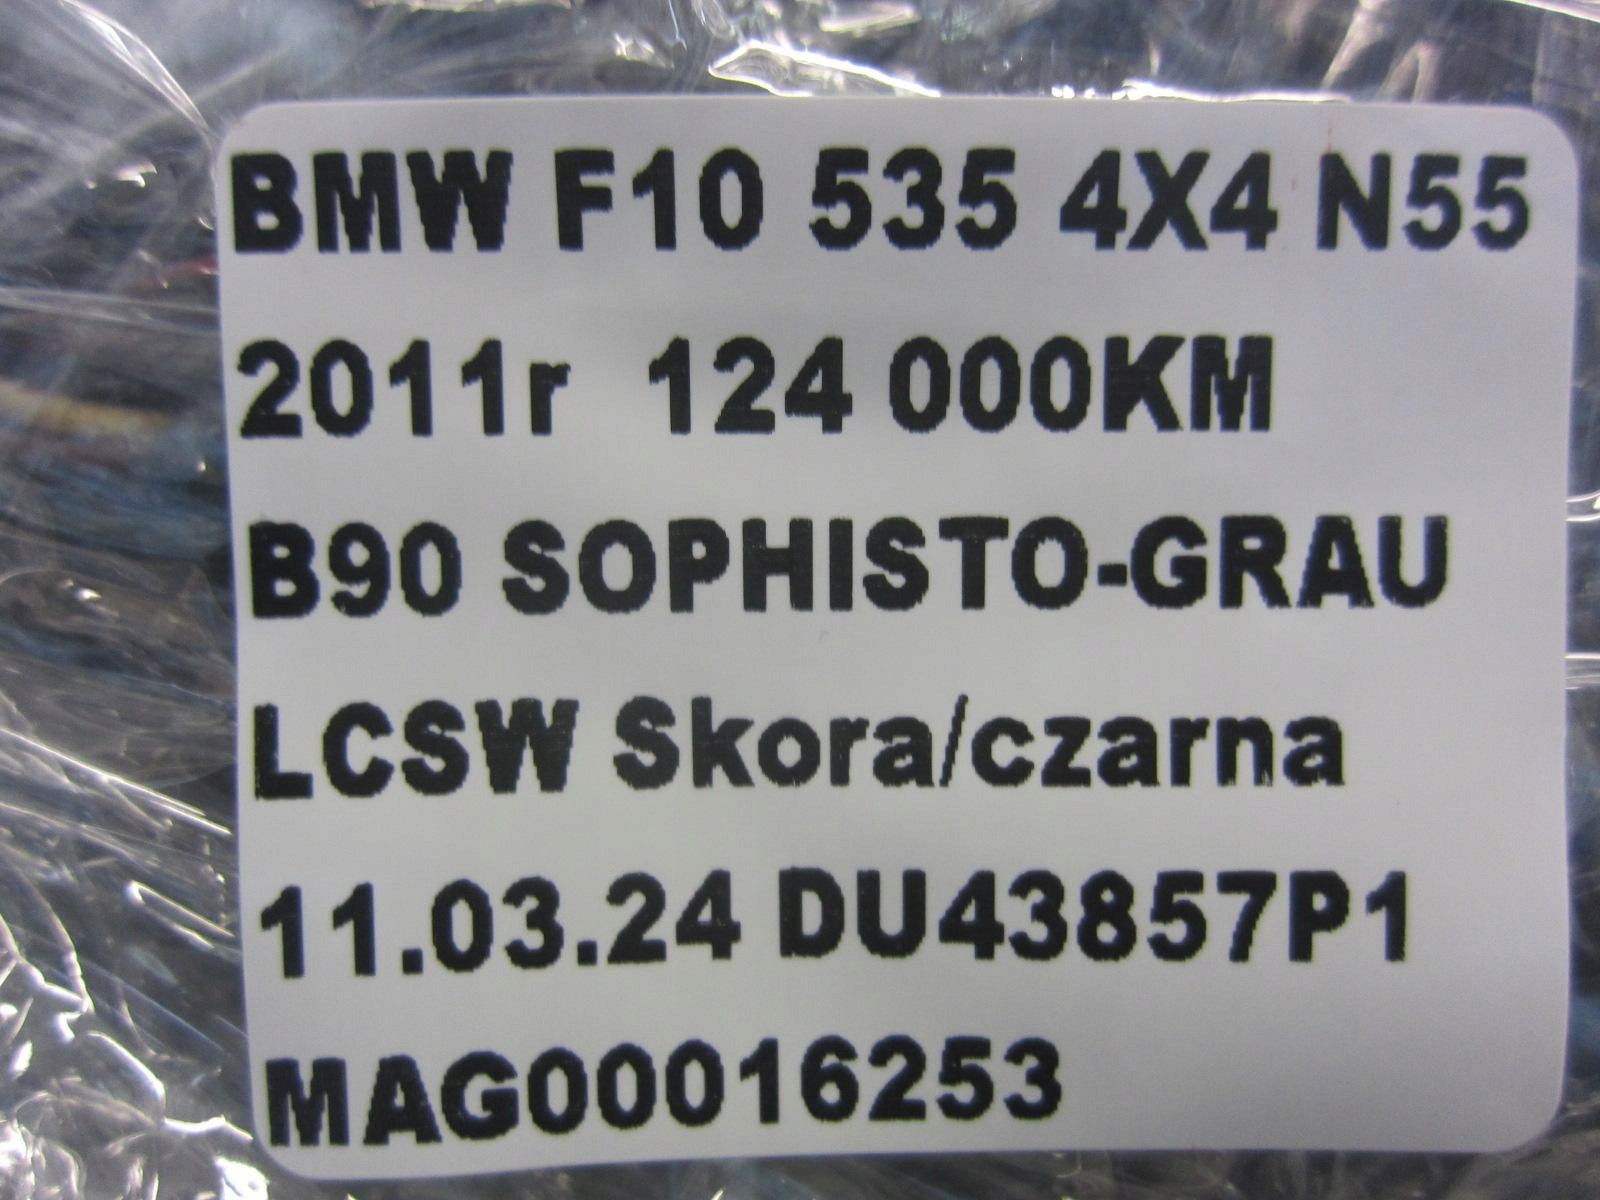 BMW F10 535 4X4 N55
2011r 124 000KM
B90 SOPHISTO-GRAU
LCSW Skora/czarna
11.03.24 DU43857P1
MAG00016253